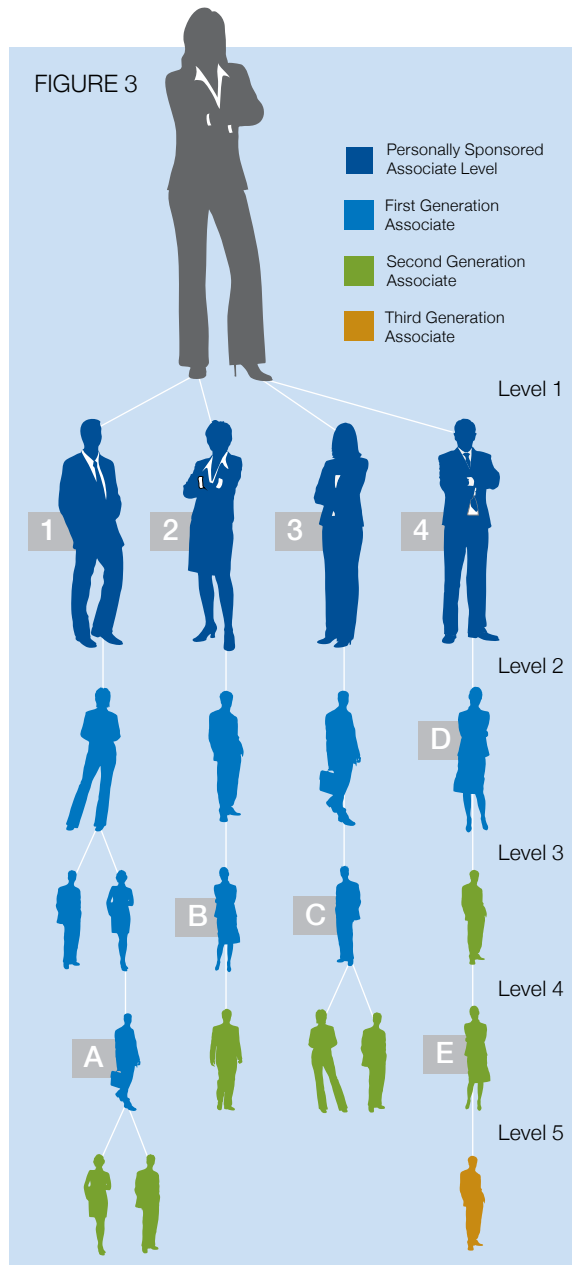 FIGURE 3
Personally Sponsored
Associate Level
First Generation
Associate
Second Generation
Associate
Third Generation
Associate
Level 1
1
2
3
4
Level 2
D
Level 3
B
C
Level 4
A
E
Level 5